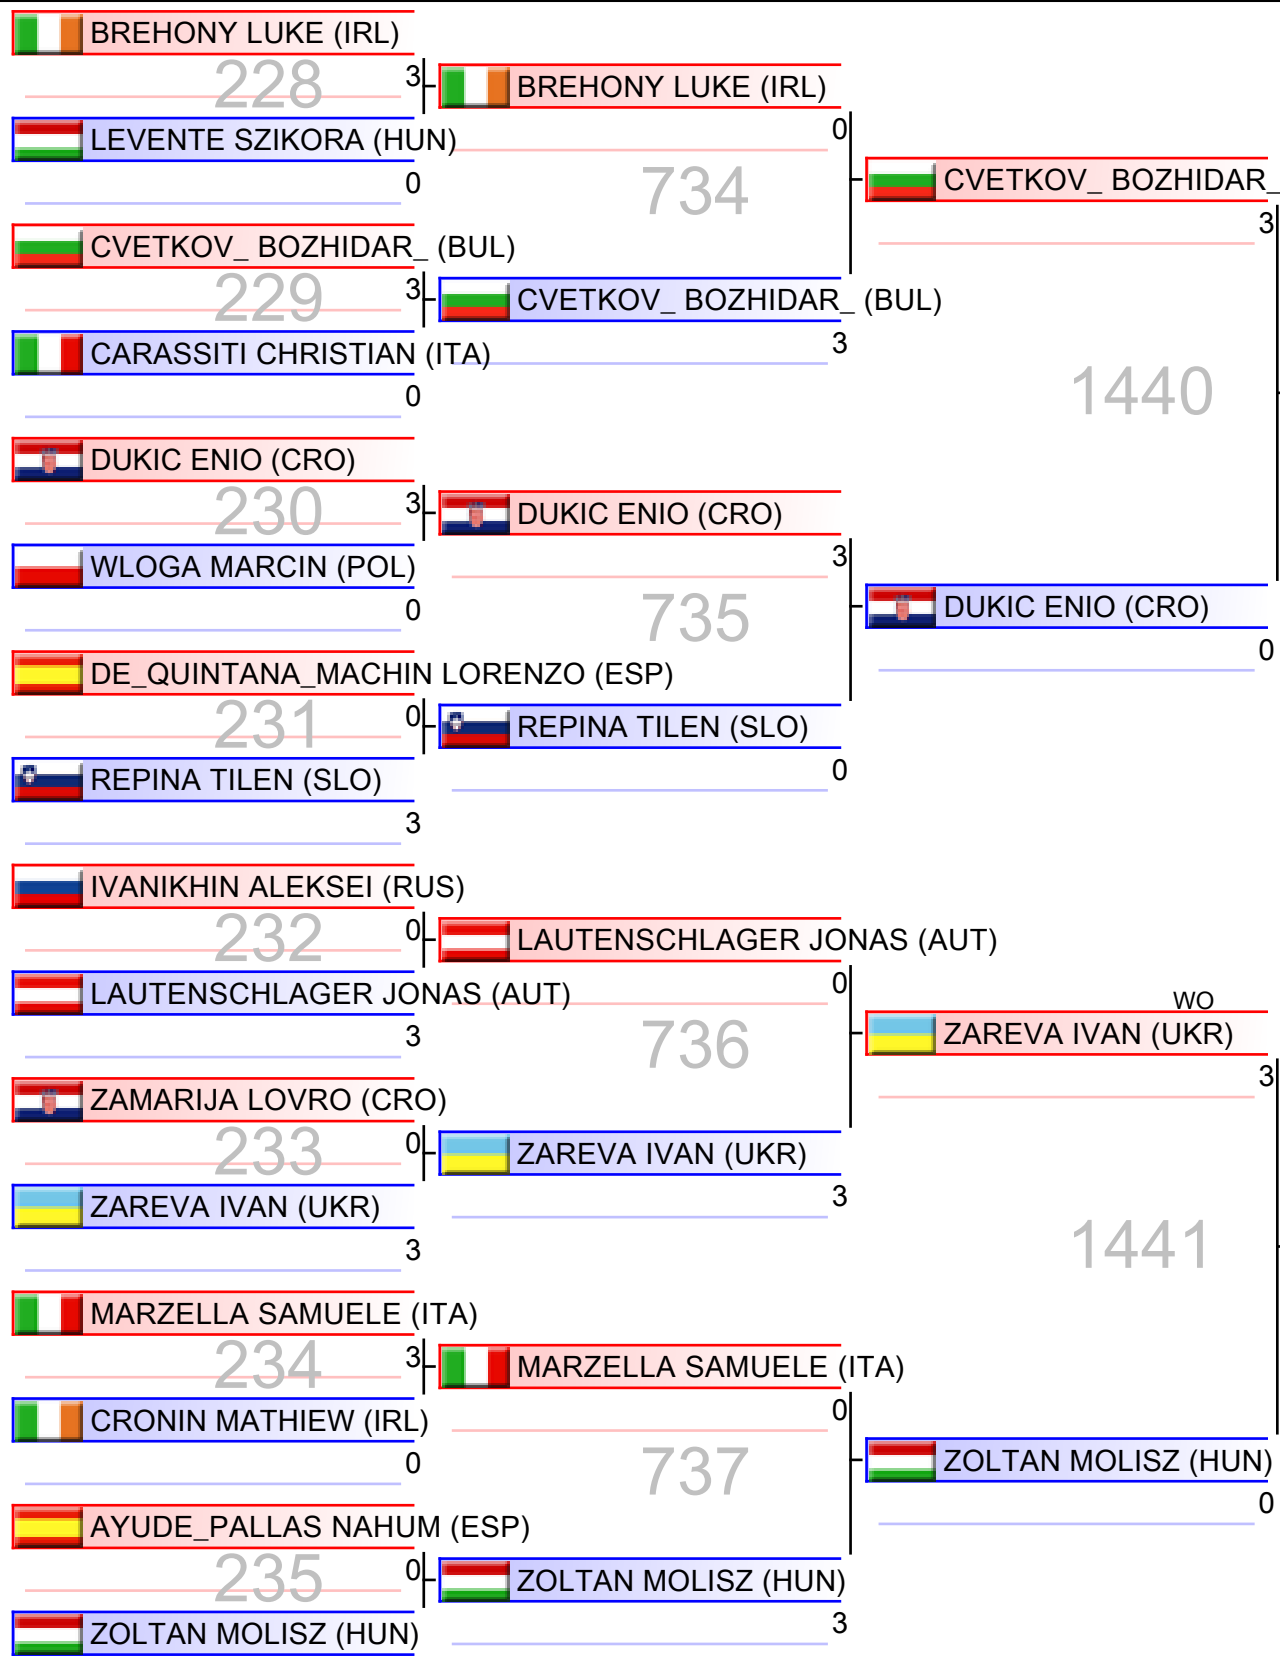 BREHONY LUKE (IRL)
228
3
LEVENTE SZIKORA (HUN)
0
CVETKOV_ BOZHIDAR_ (BUL)
229
3
CARASSITI CHRISTIAN (ITA)
0
DUKIC ENIO (CRO)
230
3
WLOGA MARCIN (POL)
0
DE_QUINTANA_MACHIN LORENZO (ESP)
231
0
REPINA TILEN (SLO)
3
IVANIKHIN ALEKSEI (RUS)
232
0
LAUTENSCHLAGER JONAS (AUT)
3
ZAMARIJA LOVRO (CRO)
233
0
ZAREVA IVAN (UKR)
3
MARZELLA SAMUELE (ITA)
234
3
CRONIN MATHIEW (IRL)
0
AYUDE_PALLAS NAHUM (ESP)
235
0
ZOLTAN MOLISZ (HUN)
BREHONY LUKE (IRL)
0
734
CVETKOV_ BOZHIDAR_ (BUL)
3
DUKIC ENIO (CRO)
3
735
REPINA TILEN (SLO)
0
LAUTENSCHLAGER JONAS (AUT)
0
736
ZAREVA IVAN (UKR)
3
MARZELLA SAMUELE (ITA)
0
737
ZOLTAN MOLISZ (HUN)
3
CVETKOV_ BOZHIDAR_
3
1440
DUKIC ENIO (CRO)
0
WO
ZAREVA IVAN (UKR)
3
1441
ZOLTAN MOLISZ (HUN)
0